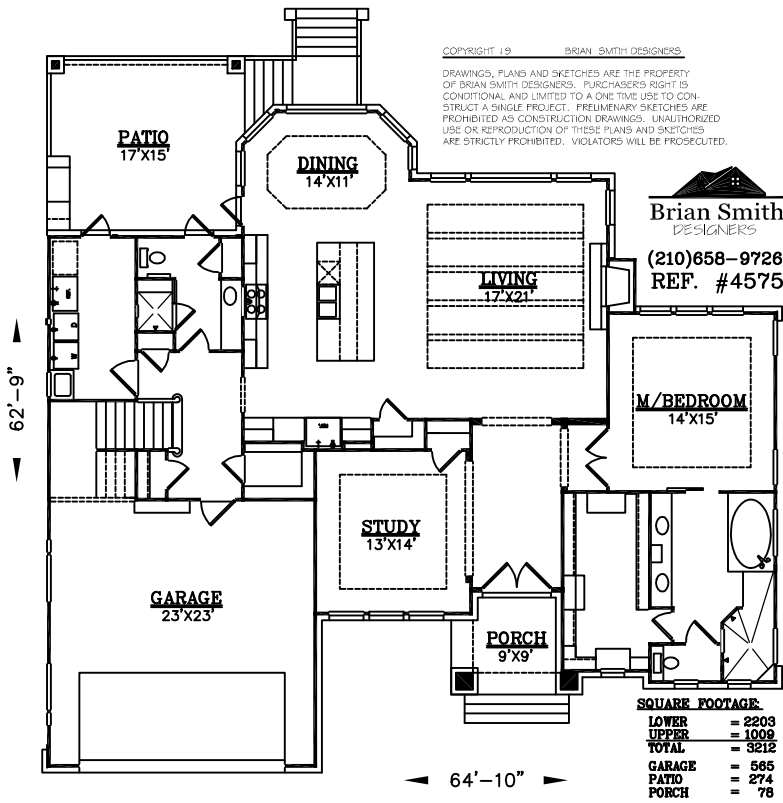 COPYRIGHT 19 BRIAN SMTIH DESIGNERS
DRAWINGS, PLANS AND SKETCHES ARE THE PROPERTY
OF BRIAN SMITH DESIGNERS. PURCHASER'S RIGHT IS
CONDITIONAL AND LIMITED TO A ONE TIME USE TO CON-
STRUCT A SINGLE PROJECT. PRELIMENARY SKETCHES ARE
PROHIBITED AS CONSTRUCTION DRAWINGS. UNAUTHORIZED
USE OR REPRODUCTION OF THESE PLANS AND SKETCHES
ARE STRICTLY PROHIBITED. VIOLATORS WILL BE PROSECUTED.
PATIO
17'X15'
DINING
14'X11'
Brian Smith
DESIGNERS
(210)658-9726
REF. #4575
LIVING
17'X21'
D
W
62'-9"
M/BEDROOM
14'X15'
STUDY
13'X14'
GARAGE
23'X23'
PORCH
9'X9'
64'-10"
SQUARE FOOTAGE:
LOWER = 2203
UPPER = 1009
TOTAL = 3212
GARAGE = 565
PATIO = 274
PORCH = 78